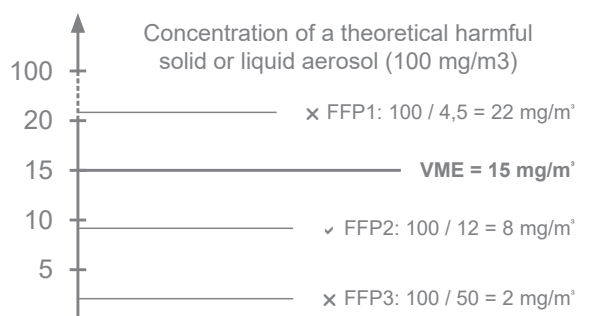 Concentration of a theoretical harmful
solid or liquid aerosol (100 mg/m3)
100
× FFP1: 100 / 4,5 = 22 mg/m³
20
15
VME = 15 mg/m³
10
✓ FFP2: 100 / 12 = 8 mg/m³
5
× FFP3: 100 / 50 = 2 mg/m³